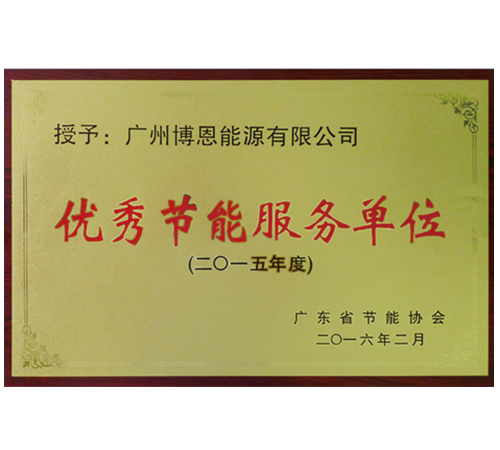 授予：广州博恩能源有限公司
优秀节能服务单位
(二〇一五年度)
广东省节能协会
二〇一六年二月